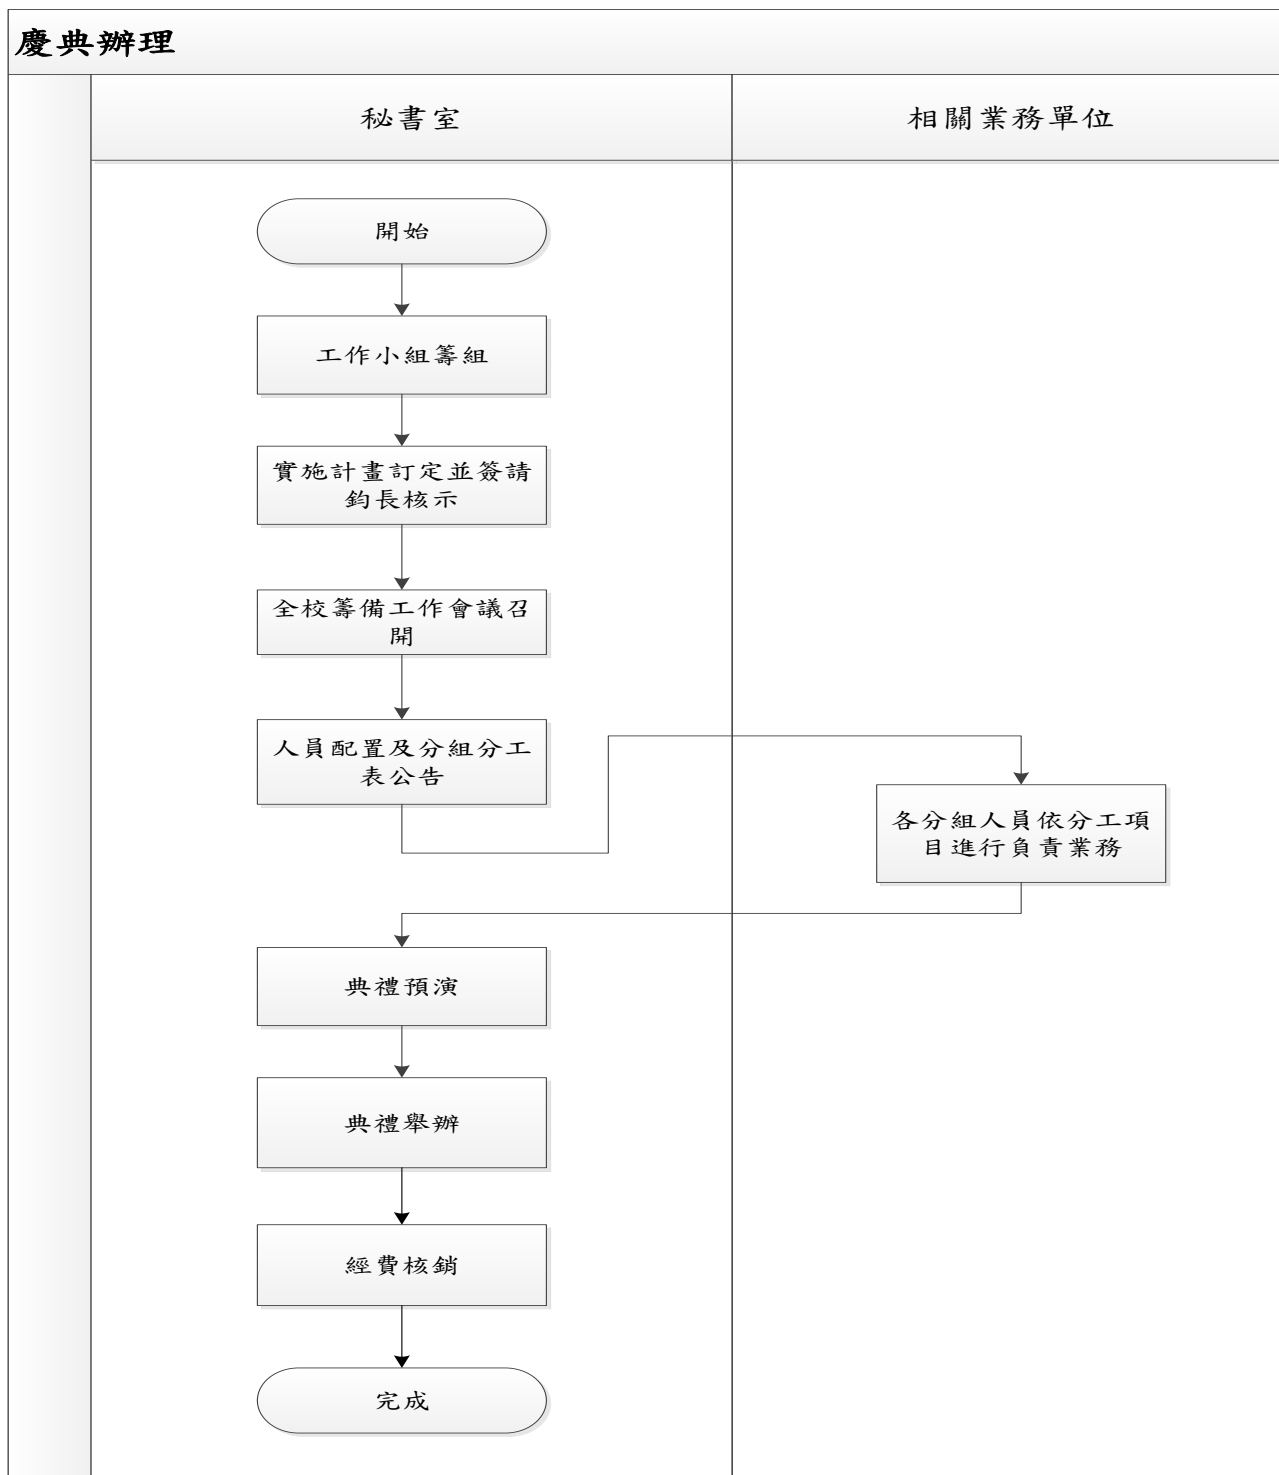 慶典辦理
秘書室
相關業務單位
開始
工作小組籌組
實施計畫訂定並簽請
鈞長核示
全校籌備工作會議召
開
人員配置及分組分工
表公告
各分組人員依分工項
目進行負責業務
典禮預演
典禮舉辦
經費核銷
完成